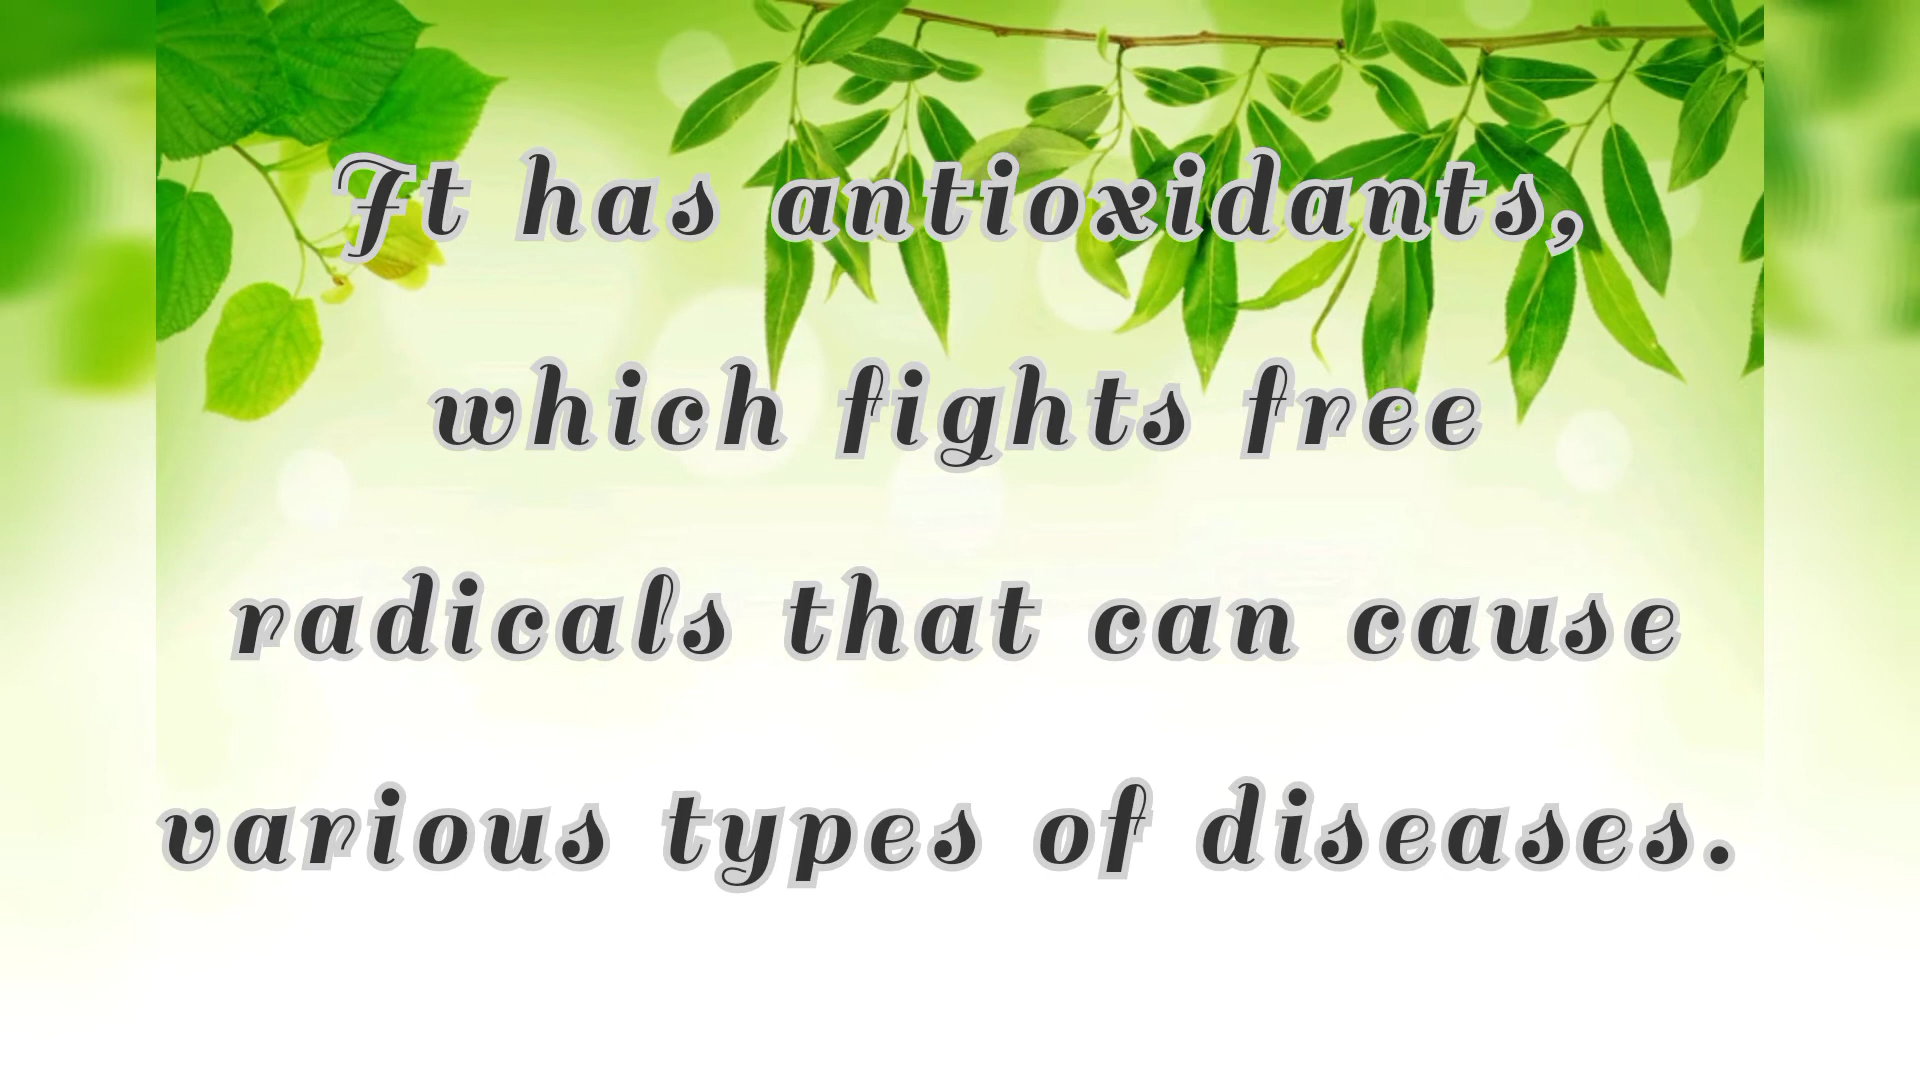 It has antioxidants,
which fights free
radicals that can cause
various types of diseases.